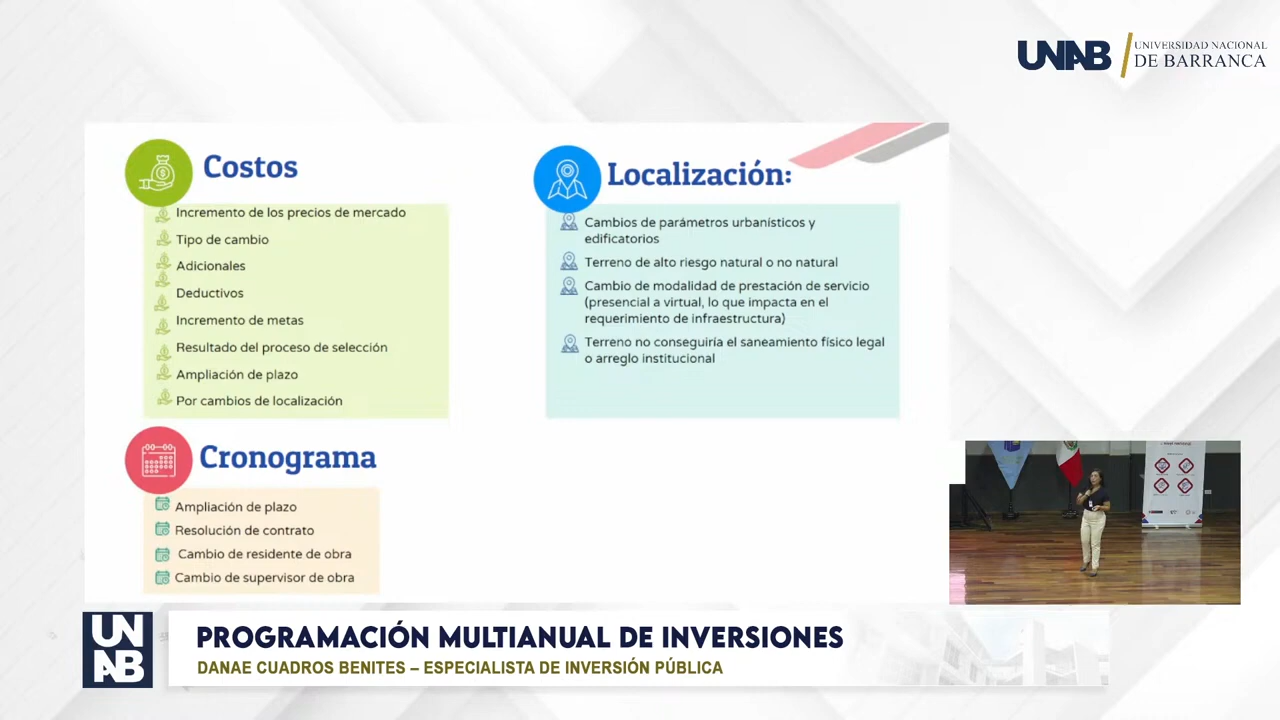 UNAB
UNIVERSIDAD NACIONAL
DE BARRANCA
Costos
Incremento de los precios de mercado
Tipo de cambio
Adicionales
Deductivos
Incremento de metas
Resultado del proceso de selección
Ampliación de plazo
Por cambios de localización
Localización:
Cambios de parámetros urbanísticos y
edificatorios
Terreno de alto riesgo natural o no natural
Cambio de modalidad de prestación de servicio
(presencial a virtual, lo que impacta en el
requerimiento de infraestructura)
Terreno no conseguiría el saneamiento físico legal
o arreglo institucional
Cronograma
Ampliación de plazo
Resolución de contrato
Cambio de residente de obra
Cambio de supervisor de obra
UN
AB
PROGRAMACIÓN MULTIANUAL DE INVERSIONES
DANAE CUADROS BENITES – ESPECIALISTA DE INVERSIÓN PÚBLICA